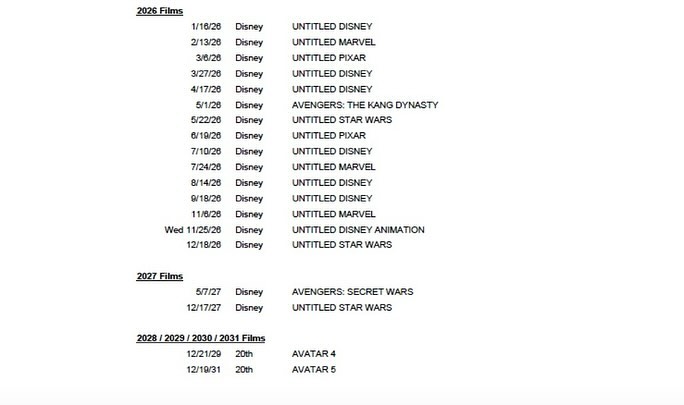 2026 Films
1/16/26 Disney UNTITLED DISNEY
2/13/26 Disney UNTITLED MARVEL
3/6/26 Disney UNTITLED PIXAR
3/27/26 Disney UNTITLED DISNEY
4/17/26 Disney UNTITLED DISNEY
5/1/26 Disney AVENGERS: THE KANG DYNASTY
5/22/26 Disney UNTITLED STAR WARS
6/19/26 Disney UNTITLED PIXAR
7/10/26 Disney UNTITLED DISNEY
7/24/26 Disney UNTITLED MARVEL
8/14/26 Disney UNTITLED DISNEY
9/18/26 Disney UNTITLED DISNEY
11/6/26 Disney UNTITLED MARVEL
Wed 11/25/26 Disney UNTITLED DISNEY ANIMATION
12/18/26 Disney UNTITLED STAR WARS
2027 Films
5/7/27 Disney AVENGERS: SECRET WARS
12/17/27 Disney UNTITLED STAR WARS
2028 / 2029 / 2030 / 2031 Films
12/21/29 20th AVATAR 4
12/19/31 20th AVATAR 5